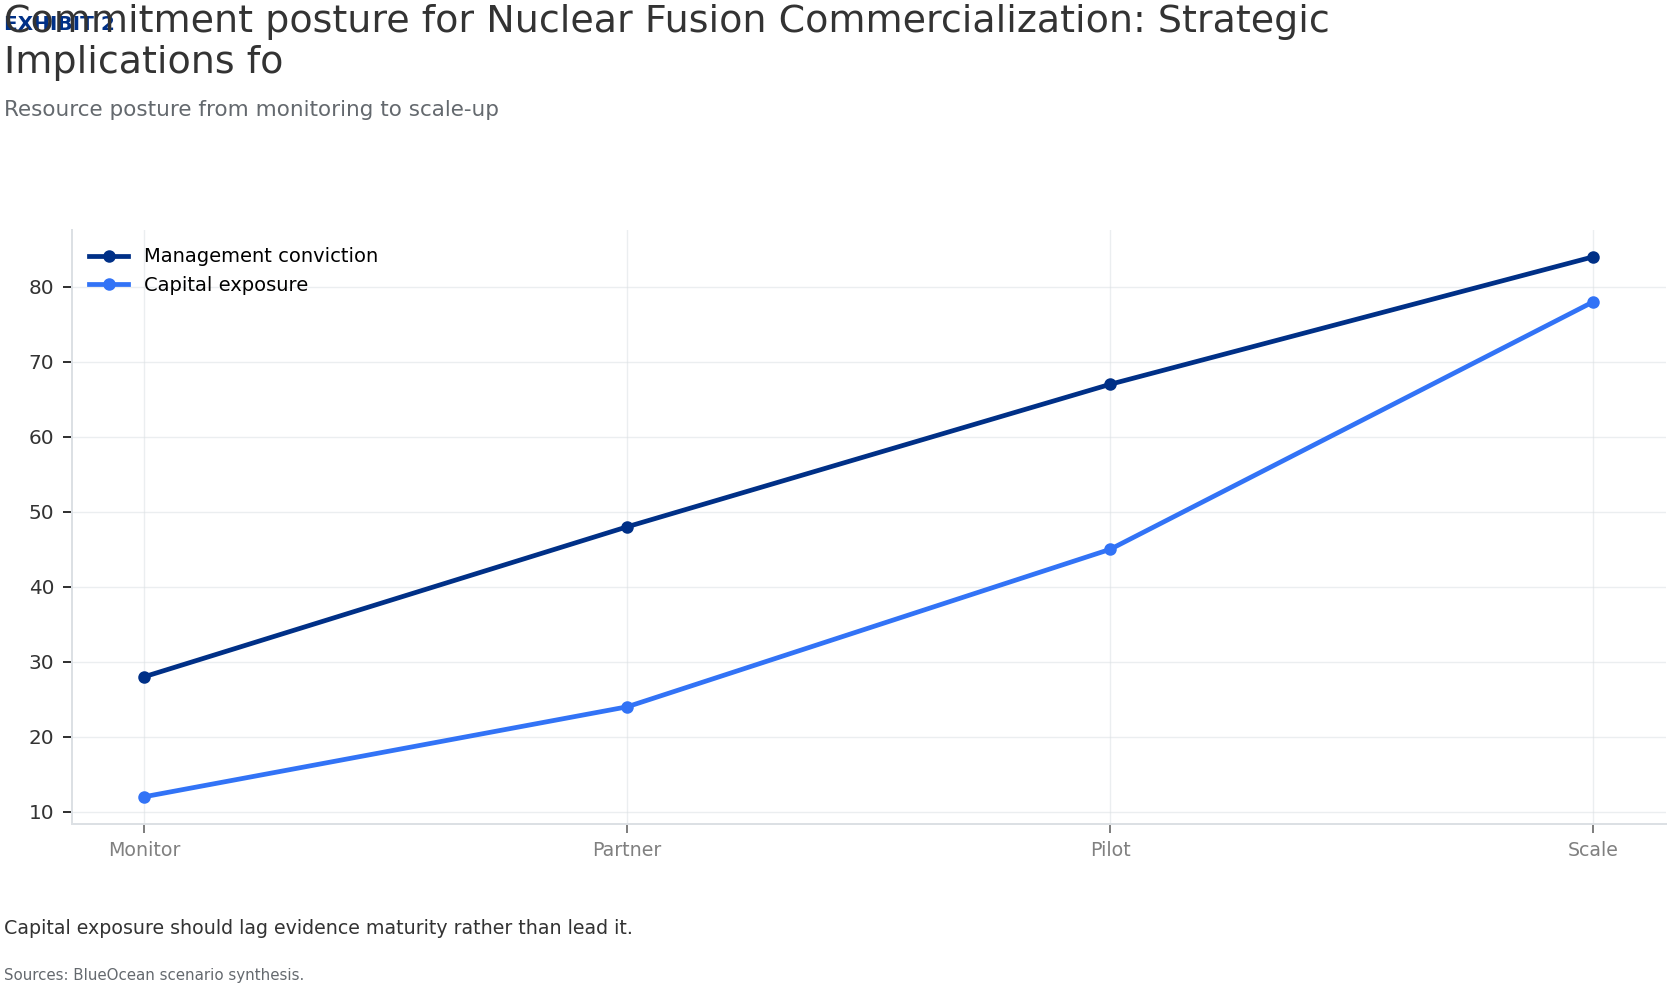 EXHIBIT 2
Commitment posture for Nuclear Fusion Commercialization: Strategic
Implications fo
Resource posture from monitoring to scale-up
Management conviction
Capital exposure
80
70
60
50
40
30
20
10
Monitor
Partner
Pilot
Scale
Capital exposure should lag evidence maturity rather than lead it.
Sources: BlueOcean scenario synthesis.